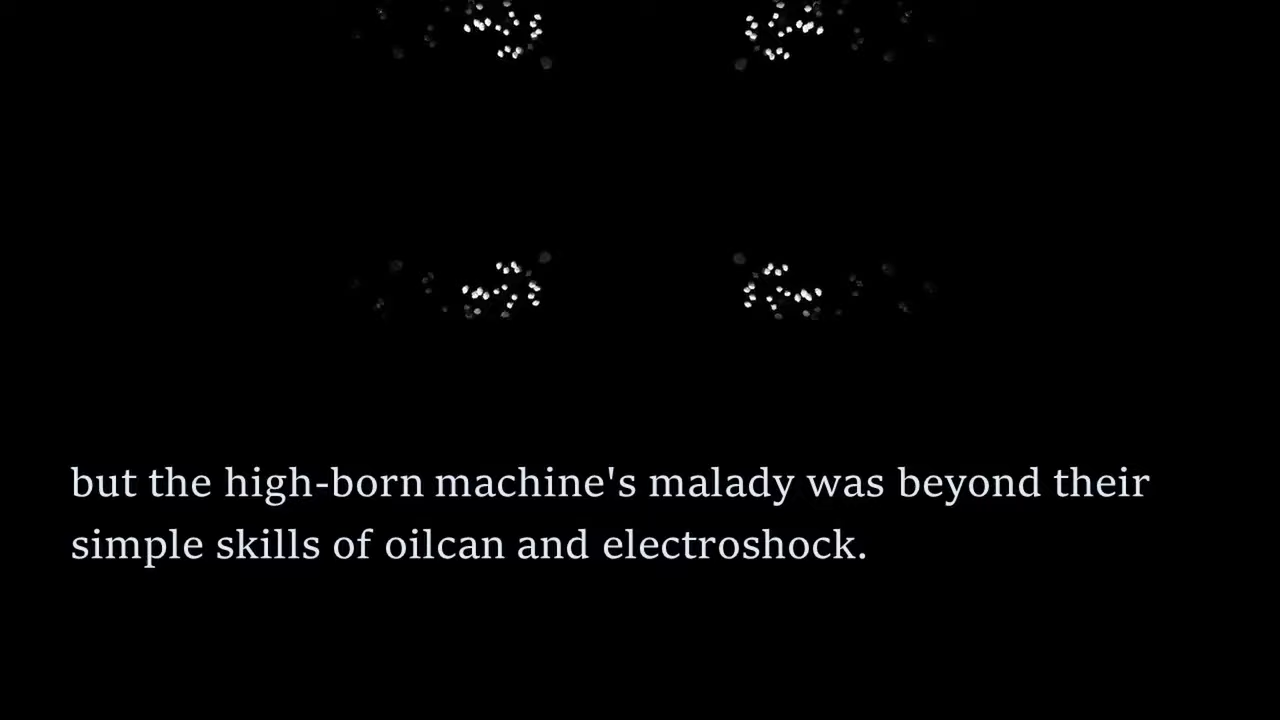 but the high-born machine's malady was beyond their
simple skills of oilcan and electroshock.